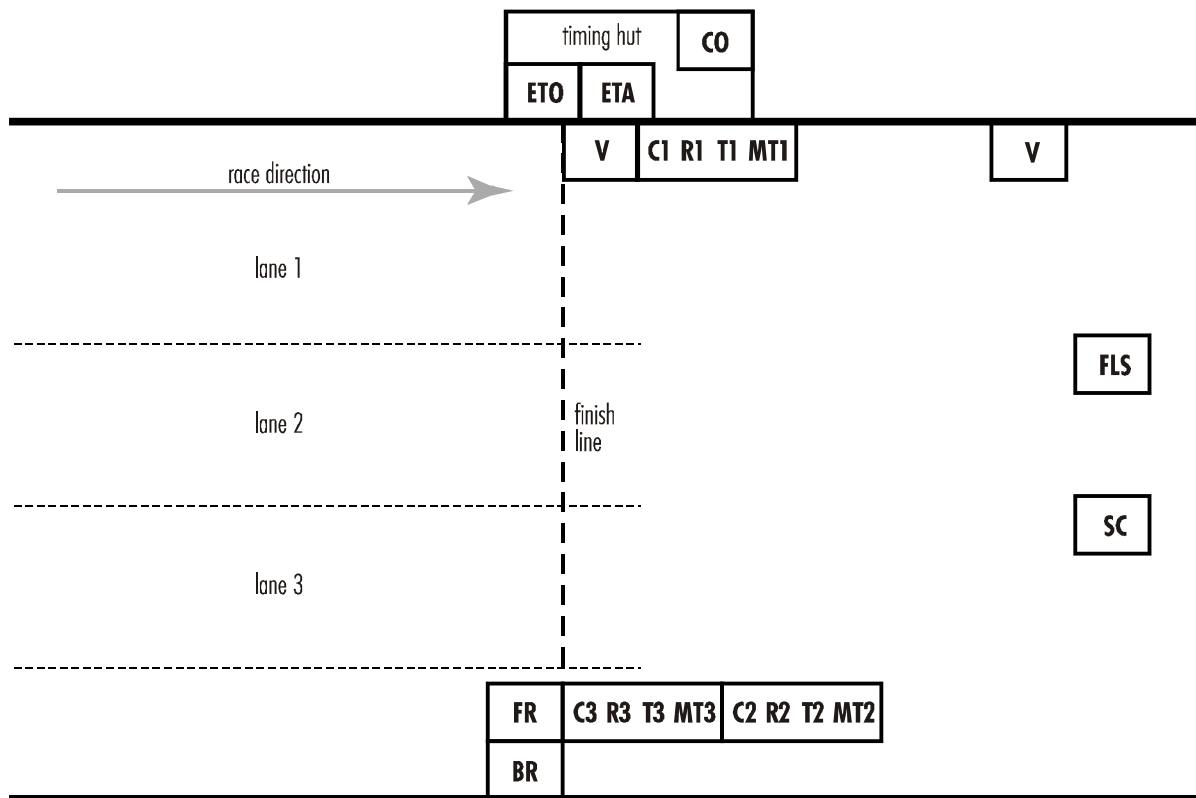 timing hut
CO
ETO
ETA
V
C1 R1 T1 MT1
V
race direction
lane 1
FLS
lane 2
finish
line
SC
lane 3
FR
C3 R3 T3 MT3
C2 R2 T2 MT2
BR